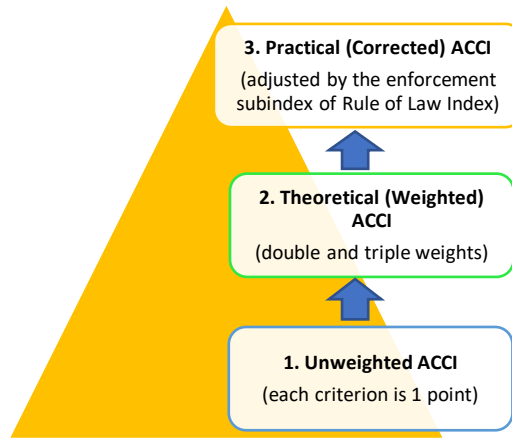 3. Practical (Corrected) ACCI
(adjusted by the enforcement
subindex of Rule of Law Index)
2. Theoretical (Weighted)
ACCI
(double and triple weights)
1. Unweighted ACCI
(each criterion is 1 point)